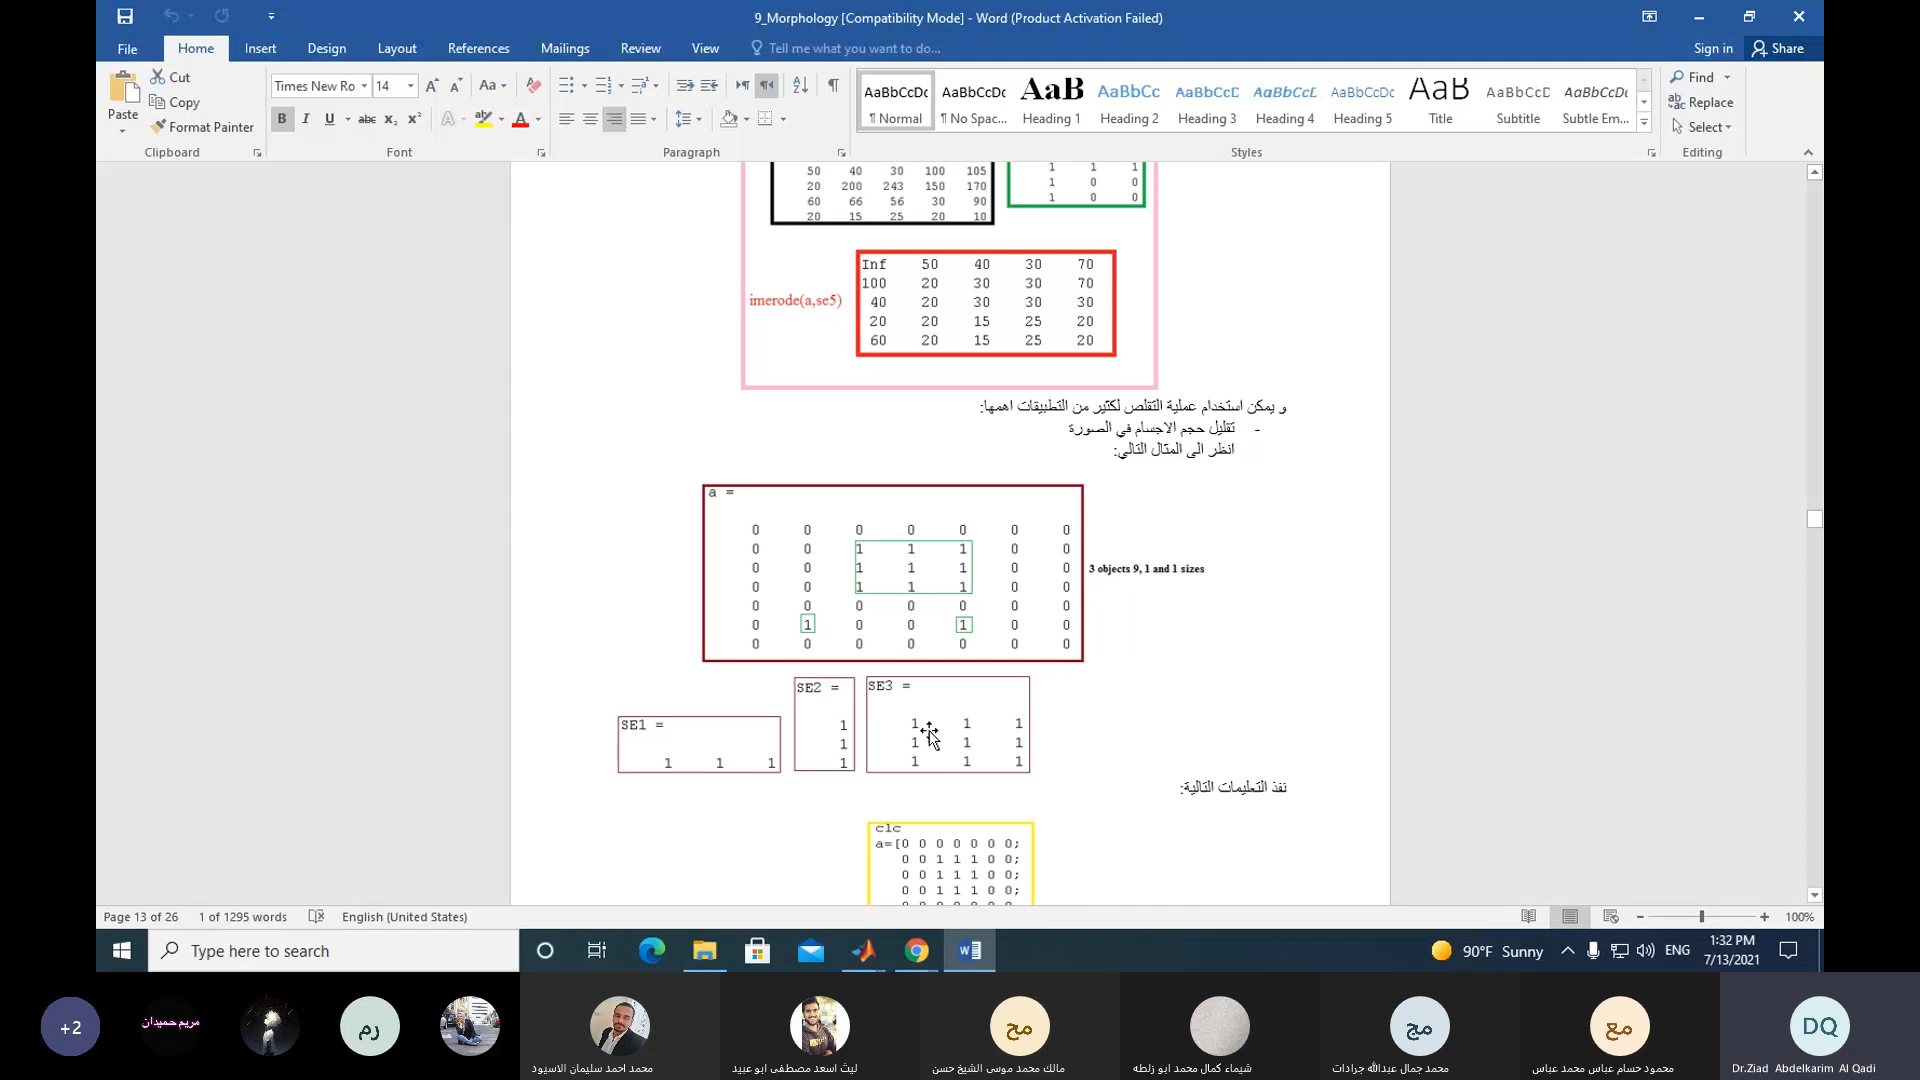 9_Morphology [Compatibility Mode] - Word (Product Activation Failed)
File Home Insert Design Layout References Mailings Review View Tell me what you want to do... Sign in Share
Paste
Cut
Copy
Format Painter
Clipboard
Times New Ro 14
Font
Paragraph
AaBbCcDc AaBbCcDc AaB AaBbCc AaBbCcD AaBbCcL AaBbCcDc AaB AaBbCcD AaBbCcDt
¶ Normal ¶ No Spac... Heading 1 Heading 2 Heading 3 Heading 4 Heading 5 Title Subtitle Subtle Em...
Styles
Find
Replace
Select
Editing
50 40 30 100 105
20 200 243 150 170
60 66 56 30 90
20 15 25 20 10
1 1 1
1 0 0
1 0 0
imerode(a,se5)
Inf 50 40 30 70
100 20 30 30 70
40 20 30 30 30
20 20 15 25 20
60 20 15 25 20
و يمكن استخدام عملية التقلص لكثير من التطبيقات اهمها:
- تقليل حجم الاجسام في الصورة
انظر الى المثال التالي:
a =
0 0 0 0 0 0 0
0 0 1 1 1 0 0
0 0 1 1 1 0 0
0 0 1 1 1 0 0
0 0 0 0 0 0 0
0 1 0 0 1 0 0
0 0 0 0 0 0 0
3 objects 9, 1 and 1 sizes
SE1 =
1 1 1
SE2 =
1
1
1
SE3 =
1 1 1
1 1 1
1 1 1
نفذ التعليمات التالية:
clc
a=[0 0 0 0 0 0 0;
0 0 1 1 1 0 0;
0 0 1 1 1 0 0;
0 0 1 1 1 0 0;
Page 13 of 26 1 of 1295 words English (United States) 100%
Type here to search
90°F Sunny ENG
1:32 PM
7/13/2021
+2
مريم حميدان
رم
مح
مج
مع
DQ
محمد احمد سليمان الاسيود
ليث اسعد مصطفى ابو عبيد
مالك محمد موسى الشيخ حسن
شيماء كمال محمد ابو زلطه
محمد جمال عبدالله جرادات
محمود حسام عباس محمد عباس
Dr.Ziad Abdelkarim Al Qadi